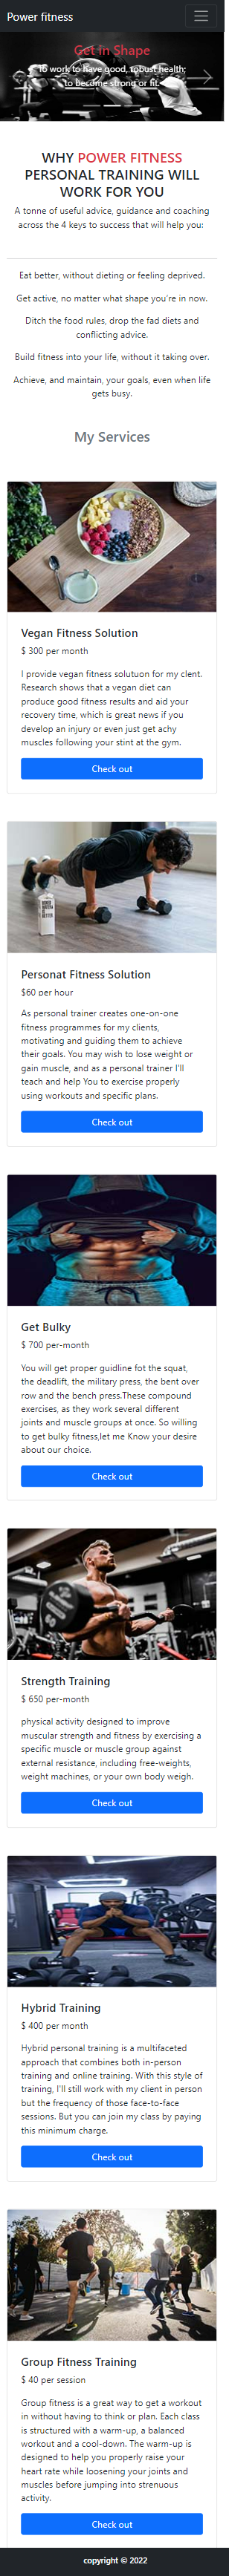 Power fitness
Get in Shape
to work to have good, robust health;
to become strong or fit.
WHY POWER FITNESS
PERSONAL TRAINING WILL
WORK FOR YOU
A tonne of useful advice, guidance and coaching
across the 4 keys to success that will help you:
Eat better, without dieting or feeling deprived.
Get active, no matter what shape you're in now.
Ditch the food rules, drop the fad diets and
conflicting advice.
Build fitness into your life, without it taking over.
Achieve, and maintain, your goals, even when life
gets busy.
My Services
Vegan Fitness Solution
$ 300 per month
I provide vegan fitness solutuon for my clent.
Research shows that a vegan diet can
produce good fitness results and aid your
recovery time, which is great news if you
develop an injury or even just get achy
muscles following your stint at the gym.
Check out
Personat Fitness Solution
$60 per hour
As personal trainer creates one-on-one
fitness programmes for my clients,
motivating and guiding them to achieve
their goals. You may wish to lose weight or
gain muscle, and as a personal trainer I'll
teach and help You to exercise properly
using workouts and specific plans.
Check out
Get Bulky
$ 700 per-month
You will get proper guidline fot the squat,
the deadlift, the military press, the bent over
row and the bench press.These compound
exercises, as they work several different
joints and muscle groups at once. So willing
to get bulky fitness,let me Know your desire
about our choice.
Check out
Strength Training
$ 650 per-month
physical activity designed to improve
muscular strength and fitness by exercising a
specific muscle or muscle group against
external resistance, including free-weights,
weight machines, or your own body weigh.
Check out
Hybrid Training
$ 400 per month
Hybrid personal training is a multifaceted
approach that combines both in-person
training and online training. With this style of
training, I'll still work with my client in person
but the frequency of those face-to-face
sessions. But you can join my class by paying
this minimum charge.
Check out
Group Fitness Training
$ 40 per session
Group fitness is a great way to get a workout
in without having to think or plan. Each class
is structured with a warm-up, a balanced
workout and a cool-down. The warm-up is
designed to help you properly raise your
heart rate while loosening your joints and
muscles before jumping into strenuous
activity.
Check out
copyright © 2022